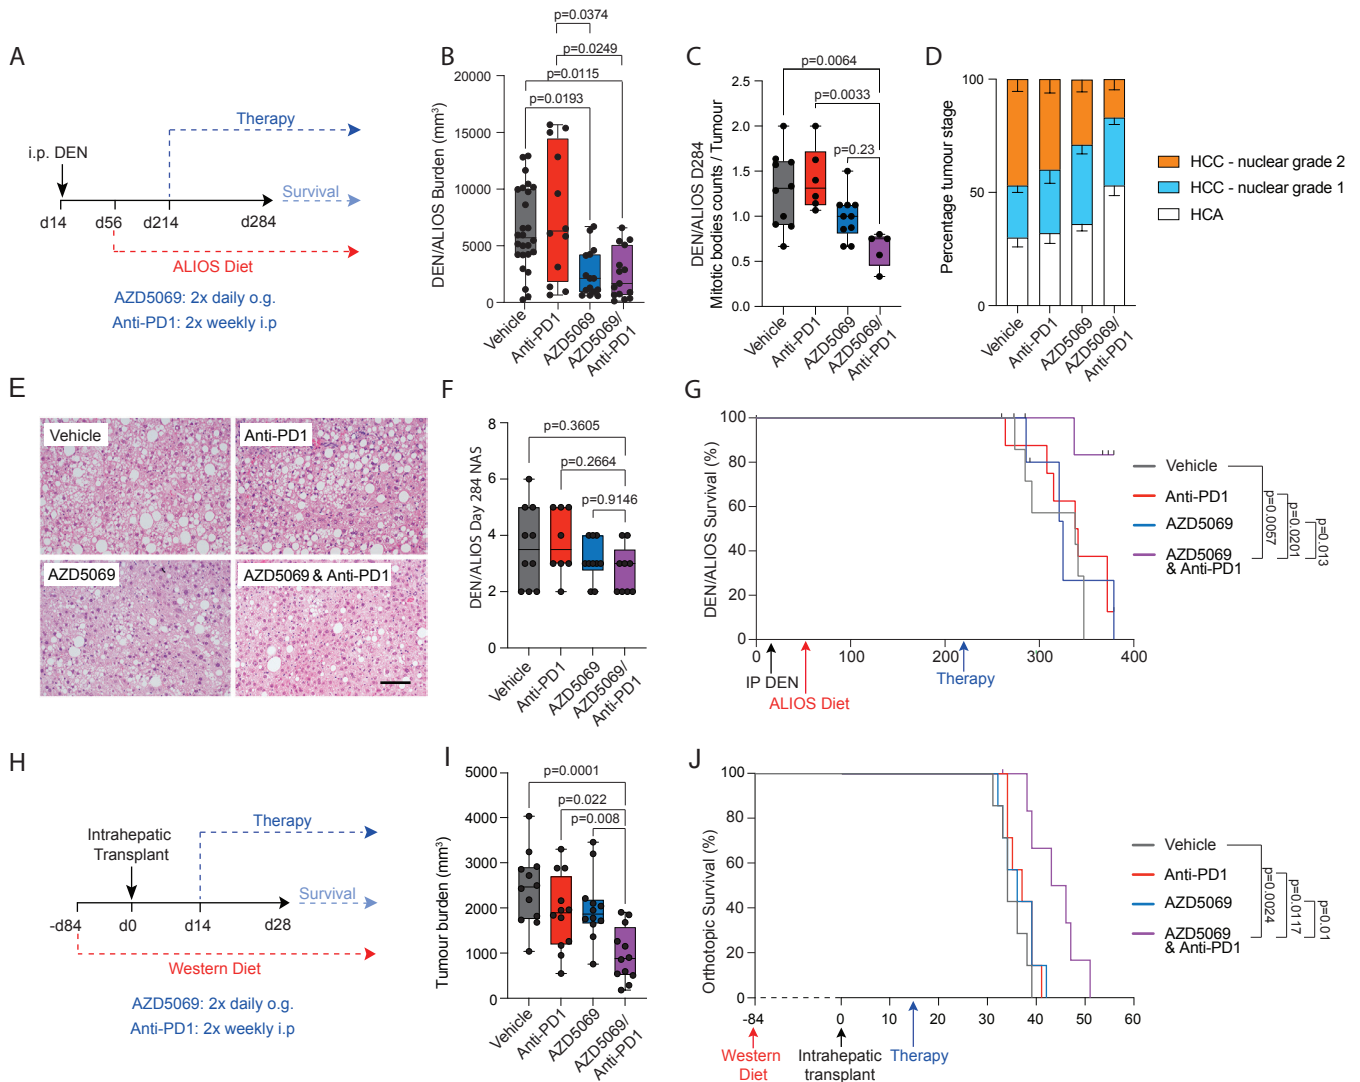 A
i.p. DEN
Therapy
Survival
d14
d56
d214
d284
ALIOS Diet
AZD5069: 2x daily o.g.
Anti-PD1: 2x weekly i.p
B
p=0.0374
p=0.0249
p=0.0115
p=0.0193
DEN/ALIOS Burden (mm³)
20000
15000
10000
5000
0
Vehicle
Anti-PD1
AZD5069
AZD5069/
Anti-PD1
C
p=0.0064
p=0.0033
p=0.23
DEN/ALIOS D284
Mitotic bodies counts / Tumour
2.5
2.0
1.5
1.0
0.5
0.0
Vehicle
Anti-PD1
AZD5069
AZD5069/
Anti-PD1
D
Percentage tumour stage
100
50
0
Vehicle
Anti-PD1
AZD5069
AZD5069/
Anti-PD1
HCC - nuclear grade 2
HCC - nuclear grade 1
HCA
E
Vehicle
Anti-PD1
AZD5069
AZD5069 & Anti-PD1
F
DEN/ALIOS Day 284 NAS
8
6
4
2
0
p=0.3605
p=0.2664
p=0.9146
Vehicle
Anti-PD1
AZD5069
AZD5069/
Anti-PD1
G
DEN/ALIOS Survival (%)
100
80
60
40
20
0
0
100
200
300
400
IP DEN
ALIOS Diet
Therapy
Vehicle
Anti-PD1
AZD5069
AZD5069
& Anti-PD1
p=0.0057
p=0.0201
p=0.013
H
Intrahepatic
Transplant
Therapy
Survival
-d84
d0
d14
d28
Western Diet
AZD5069: 2x daily o.g.
Anti-PD1: 2x weekly i.p
I
Tumour burden (mm³)
5000
4000
3000
2000
1000
0
p=0.0001
p=0.022
p=0.008
Vehicle
Anti-PD1
AZD5069
AZD5069/
Anti-PD1
J
Orthotopic Survival (%)
100
80
60
40
20
0
-84
0
10
20
30
40
50
60
Western
Diet
Intrahepatic
transplant
Therapy
Vehicle
Anti-PD1
AZD5069
AZD5069
& Anti-PD1
p=0.0024
p=0.0117
p=0.01